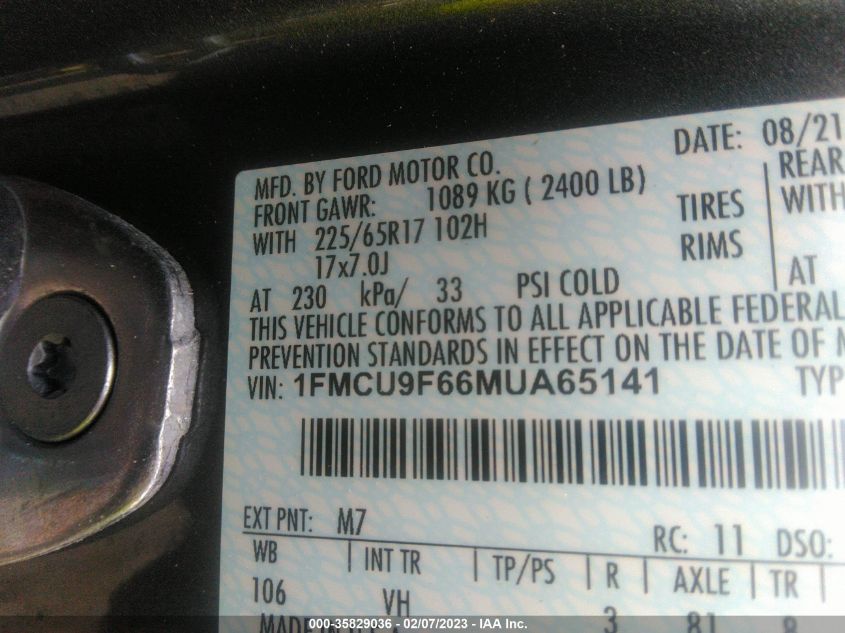 DATE: 08/21
MFD. BY FORD MOTOR CO.
FRONT GAWR: 1089 KG ( 2400 LB)
REAR
WITH 225/65R17 102H TIRES WITH
17x7.0J RIMS
AT 230 kPa/ 33 PSI COLD AT
THIS VEHICLE CONFORMS TO ALL APPLICABLE FEDERAL
PREVENTION STANDARDS IN EFFECT ON THE DATE OF
VIN: 1FMCU9F66MUA65141 TYP
EXT PNT: M7 RC: 11 DSO:
WB INT TR TP/PS R AXLE TR
106 VH 3 81 8
MADE IN
000-35829036 - 02/07/2023 - IAA Inc.